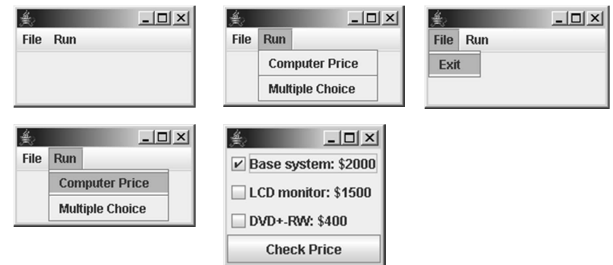 File Run
File Run
Computer Price
Multiple Choice
File Run
Exit
File Run
Computer Price
Multiple Choice
Base system: $2000
LCD monitor: $1500
DVD+-RW: $400
Check Price